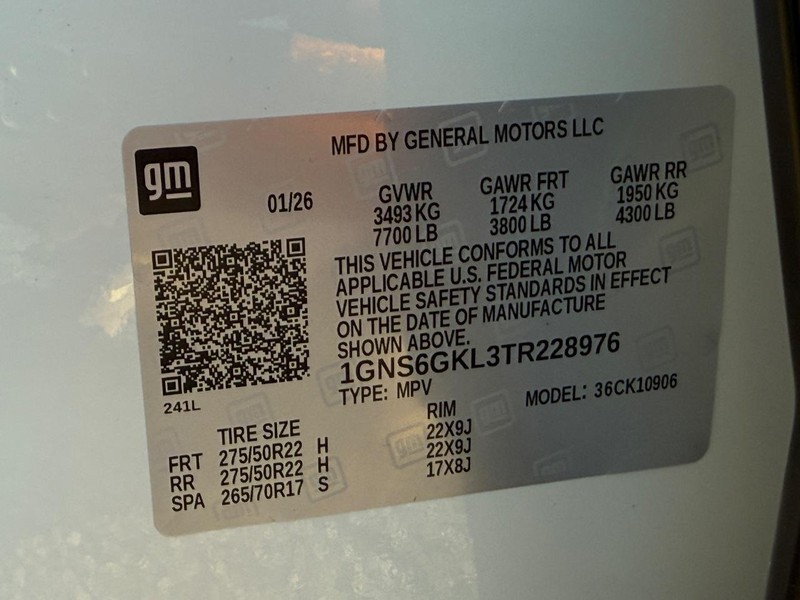 gm
MFD BY GENERAL MOTORS LLC
01/26
GVWR GAWR FRT GAWR RR
3493 KG 1724 KG 1950 KG
7700 LB 3800 LB 4300 LB
THIS VEHICLE CONFORMS TO ALL
APPLICABLE U.S. FEDERAL MOTOR
VEHICLE SAFETY STANDARDS IN EFFECT
ON THE DATE OF MANUFACTURE
SHOWN ABOVE.
1GNS6GKL3TR228976
TYPE: MPV MODEL: 36CK10906
241L
TIRE SIZE RIM
FRT 275/50R22 H 22X9J
RR 275/50R22 H 22X9J
SPA 265/70R17 S 17X8J